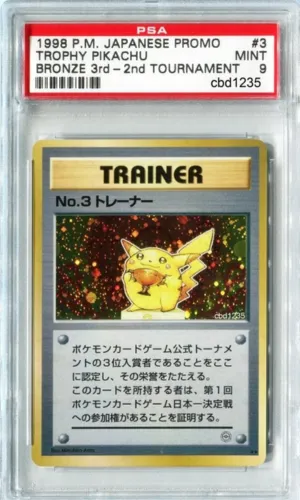 PSA
1998 P.M. JAPANESE PROMO #3
TROPHY PIKACHU MINT
BRONZE 3rd - 2nd TOURNAMENT 9
cbd1235
TRAINER
No.3 トレーナー
cbd1235
ポケモンカードゲーム公式トーナ
メントの3位入賞者であることをここ
に認定し、その栄誉をたたえる。
このカードを所持する者は、第1回
ポケモンカードゲーム日本一決定戦
への参加権があることを証明する。